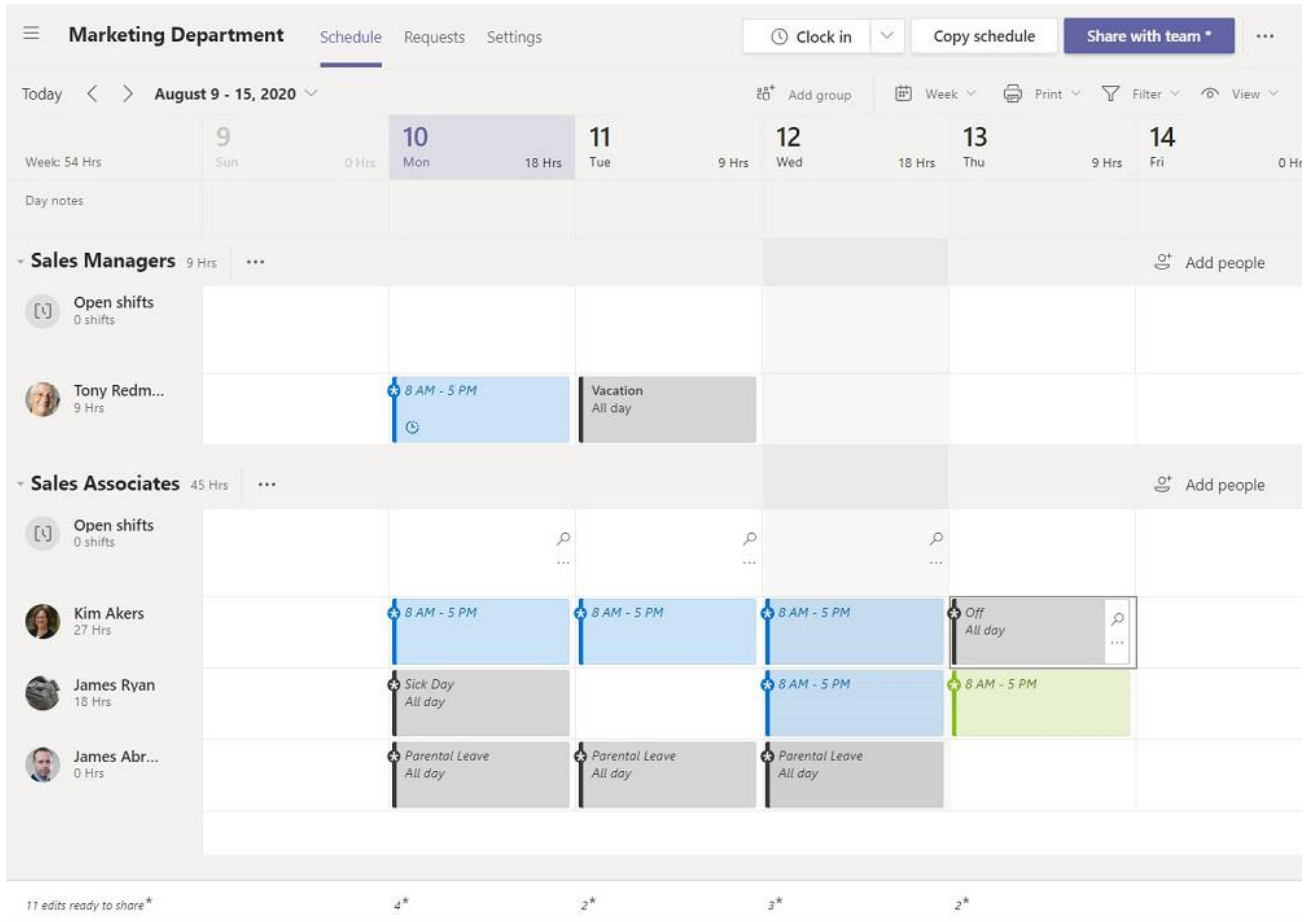 Marketing Department Schedule Requests Settings Clock in Copy schedule Share with team *
Today August 9 - 15, 2020 Add group Week Print Filter View
9 10 11 12 13 14
Week: 54 Hrs Sun 0 Hrs Mon 18 Hrs Tue 9 Hrs Wed 18 Hrs Thu 9 Hrs Fri 0 Hr
Day notes
Sales Managers 9 Hrs ... Add people
Open shifts
0 shifts
Tony Redm... 8 AM - 5 PM Vacation
9 Hrs All day
Sales Associates 45 Hrs ... Add people
Open shifts
0 shifts
Kim Akers 8 AM - 5 PM 8 AM - 5 PM 8 AM - 5 PM Off
27 Hrs All day
James Ryan Sick Day 8 AM - 5 PM 8 AM - 5 PM
18 Hrs All day
James Abr... Parental Leave Parental Leave Parental Leave
0 Hrs All day All day All day
11 edits ready to share* 4* 2* 3* 2*